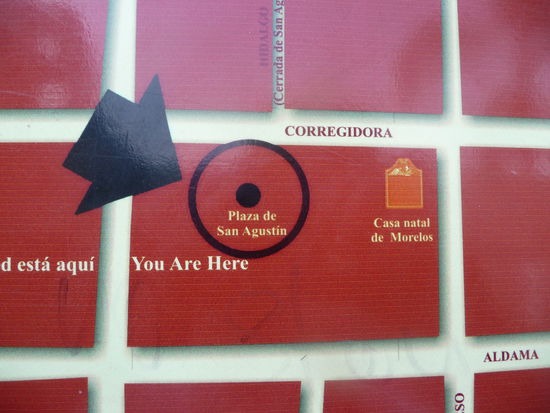 HIDALGO
(Cerrada de San Ag
CORREGIDORA
Plaza de
San Agustín
Casa natal
de Morelos
d está aquí
You Are Here
ALDAMA
SO